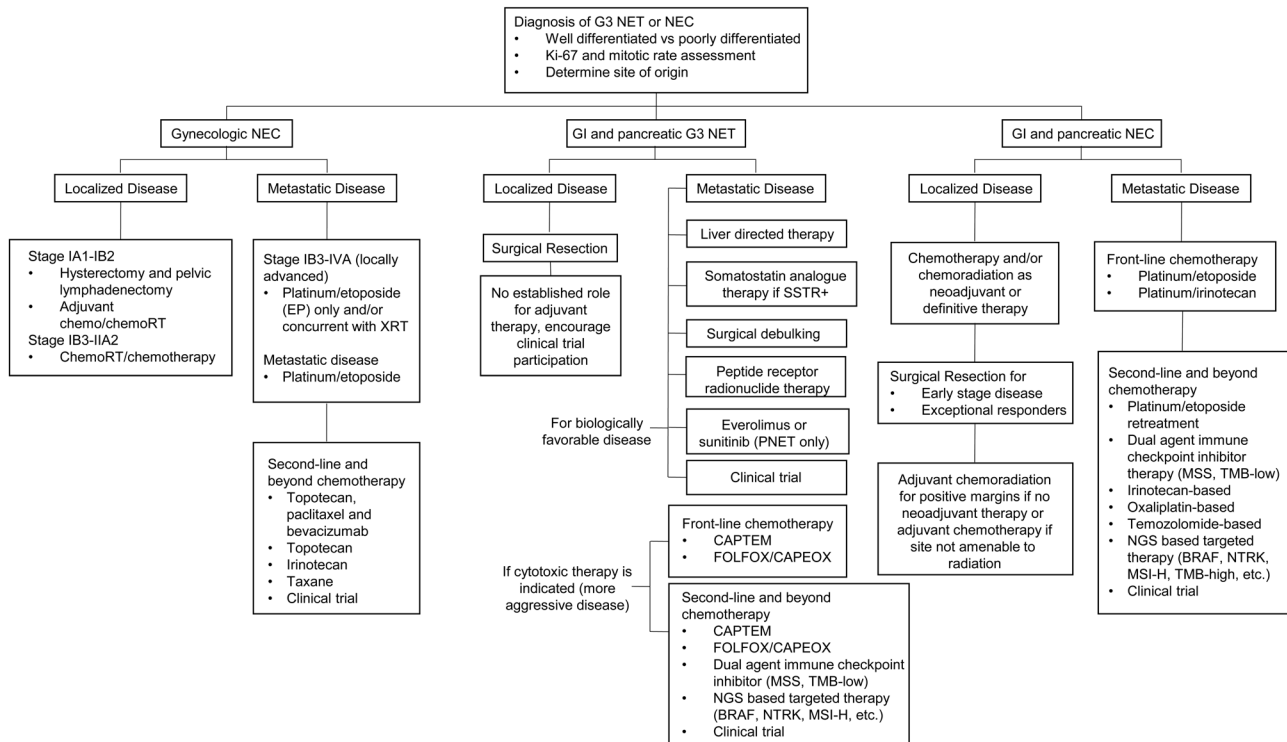 Diagnosis of G3 NET or NEC
• Well differentiated vs poorly differentiated
• Ki-67 and mitotic rate assessment
• Determine site of origin
Gynecologic NEC
Localized Disease
Stage IA1-IB2
• Hysterectomy and pelvic
lymphadenectomy
• Adjuvant
chemo/chemoRT
Stage IB3-IIA2
• ChemoRT/chemotherapy
Metastatic Disease
Stage IB3-IVA (locally
advanced)
• Platinum/etoposide
(EP) only and/or
concurrent with XRT
Metastatic disease
• Platinum/etoposide
Second-line and
beyond chemotherapy
• Topotecan,
paclitaxel and
bevacizumab
• Topotecan
• Irinotecan
• Taxane
• Clinical trial
GI and pancreatic G3 NET
Localized Disease
Surgical Resection
No established role
for adjuvant
therapy, encourage
clinical trial
participation
Metastatic Disease
For biologically
favorable disease
Liver directed therapy
Somatostatin analogue
therapy if SSTR+
Surgical debulking
Peptide receptor
radionuclide therapy
Everolimus or
sunitinib (PNET only)
Clinical trial
If cytotoxic therapy is
indicated (more
aggressive disease)
Front-line chemotherapy
• CAPTEM
• FOLFOX/CAPEOX
Second-line and beyond
chemotherapy
• CAPTEM
• FOLFOX/CAPEOX
• Dual agent immune checkpoint
inhibitor (MSS, TMB-low)
• NGS based targeted therapy
(BRAF, NTRK, MSI-H, etc.)
• Clinical trial
GI and pancreatic NEC
Localized Disease
Chemotherapy and/or
chemoradiation as
neoadjuvant or
definitive therapy
Surgical Resection for
• Early stage disease
• Exceptional responders
Adjuvant chemoradiation
for positive margins if no
neoadjuvant therapy or
adjuvant chemotherapy if
site not amenable to
radiation
Metastatic Disease
Front-line chemotherapy
• Platinum/etoposide
• Platinum/irinotecan
Second-line and beyond
chemotherapy
• Platinum/etoposide
retreatment
• Dual agent immune
checkpoint inhibitor
therapy (MSS, TMB-low)
• Irinotecan-based
• Oxaliplatin-based
• Temozolomide-based
• NGS based targeted
therapy (BRAF, NTRK,
MSI-H, TMB-high, etc.)
• Clinical trial